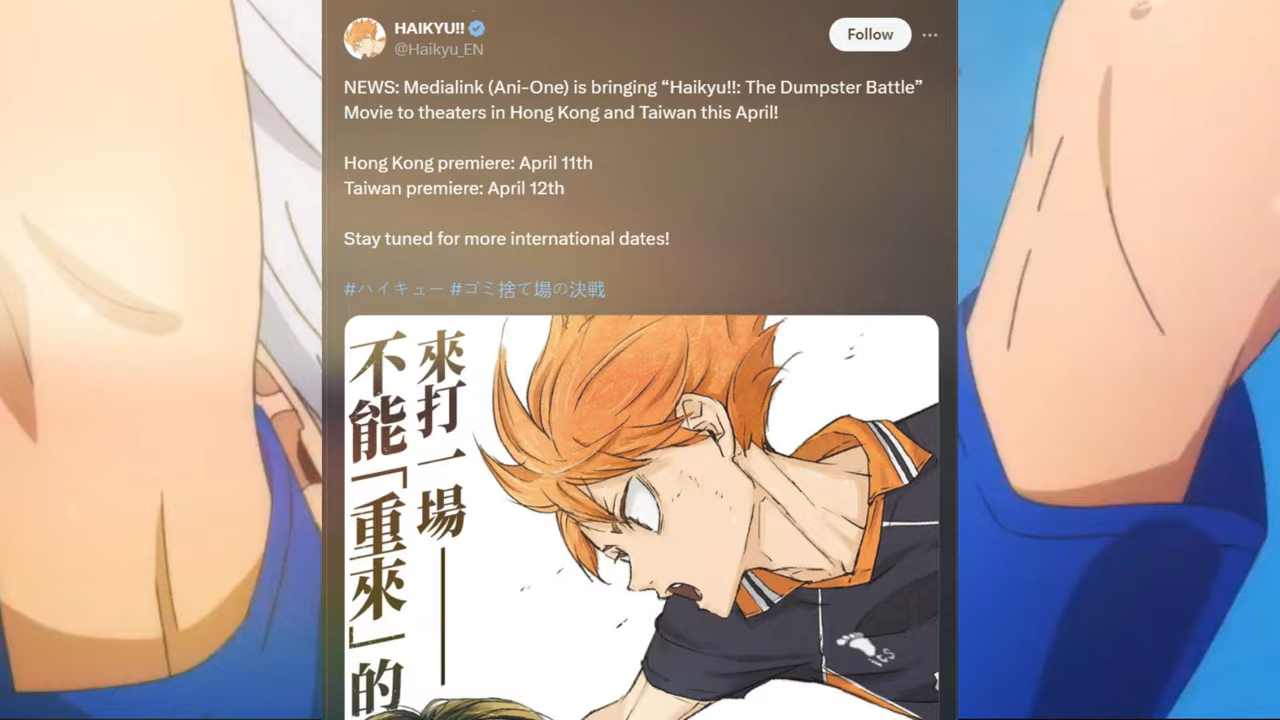 HAIKYU!!
@Haikyu_EN
Follow
NEWS: Medialink (Ani-One) is bringing “Haikyu!!: The Dumpster Battle”
Movie to theaters in Hong Kong and Taiwan this April!
Hong Kong premiere: April 11th
Taiwan premiere: April 12th
Stay tuned for more international dates!
#ハイキュー #ゴミ捨て場の決戦
來打一場——
不能「重來」的